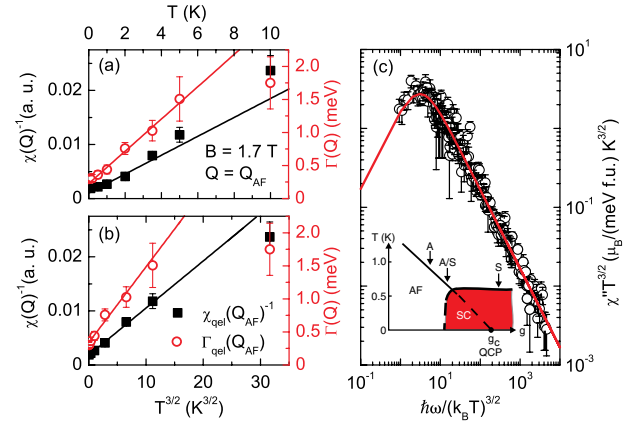 T (K)
0 2 4 6 8 10
(a)
χ(Q)⁻¹(a. u.)
0.02
0.01
0
B = 1.7 T
Q = Q_AF
2.0
1.5
1.0
0.5
0
Γ(Q) (meV)
(b)
χ(Q)⁻¹(a. u.)
0.02
0.01
0
χ_qel(Q_AF)⁻¹
Γ_qel(Q_AF)
2.0
1.5
1.0
0.5
0
Γ(Q) (meV)
0 10 20 30
T^3/2 (K^3/2)
(c)
10¹
10⁰
10⁻¹
10⁻²
10⁻³
χ"T^3/2 (μ_B/(meV f.u.) K^3/2)
T (K)
1.0
0.5
0
A
A/S
S
AF
SC
g_c
g
QCP
10⁻¹ 10¹ 10³
ħω/(k_BT)^3/2